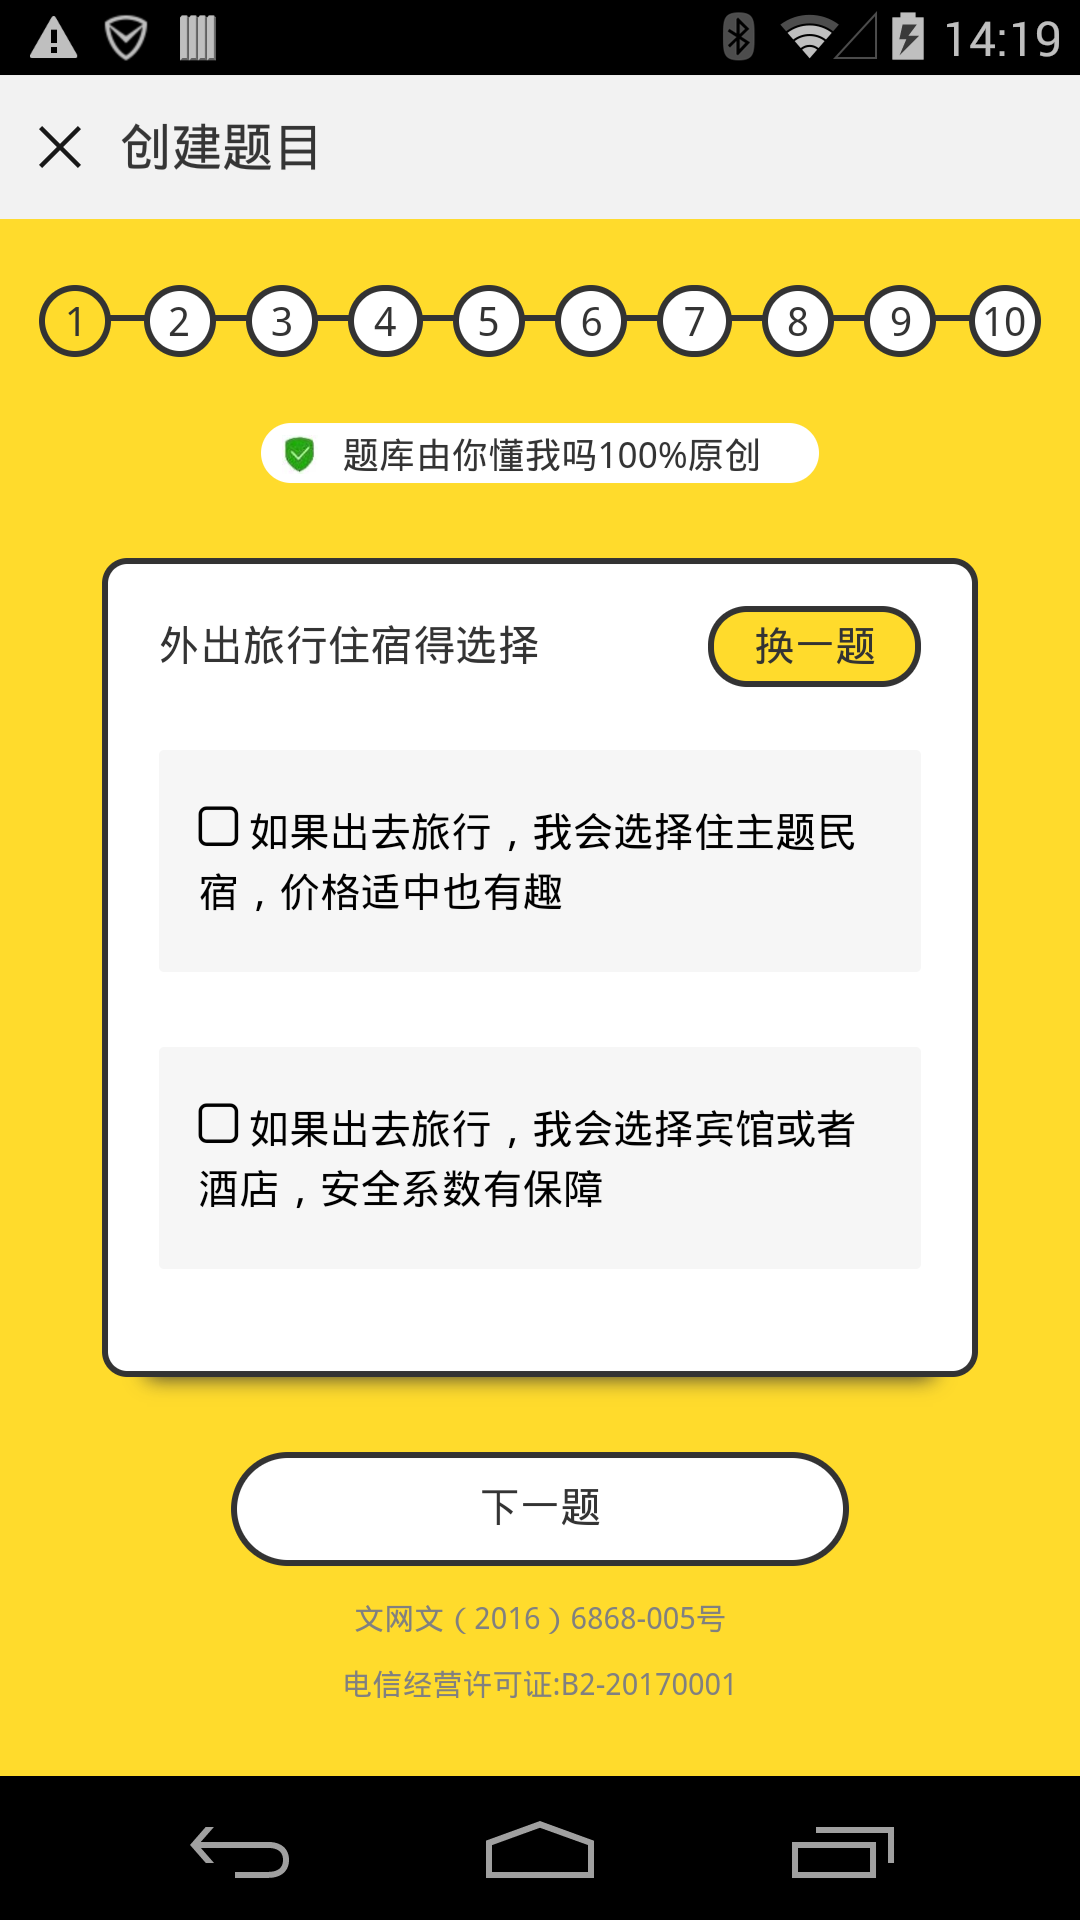 14:19
创建题目
1 2 3 4 5 6 7 8 9 10
题库由你懂我吗100%原创
外出旅行住宿得选择
换一题
如果出去旅行，我会选择住主题民
宿，价格适中也有趣
如果出去旅行，我会选择宾馆或者
酒店，安全系数有保障
下一题
文网文（2016）6868-005号
电信经营许可证:B2-20170001